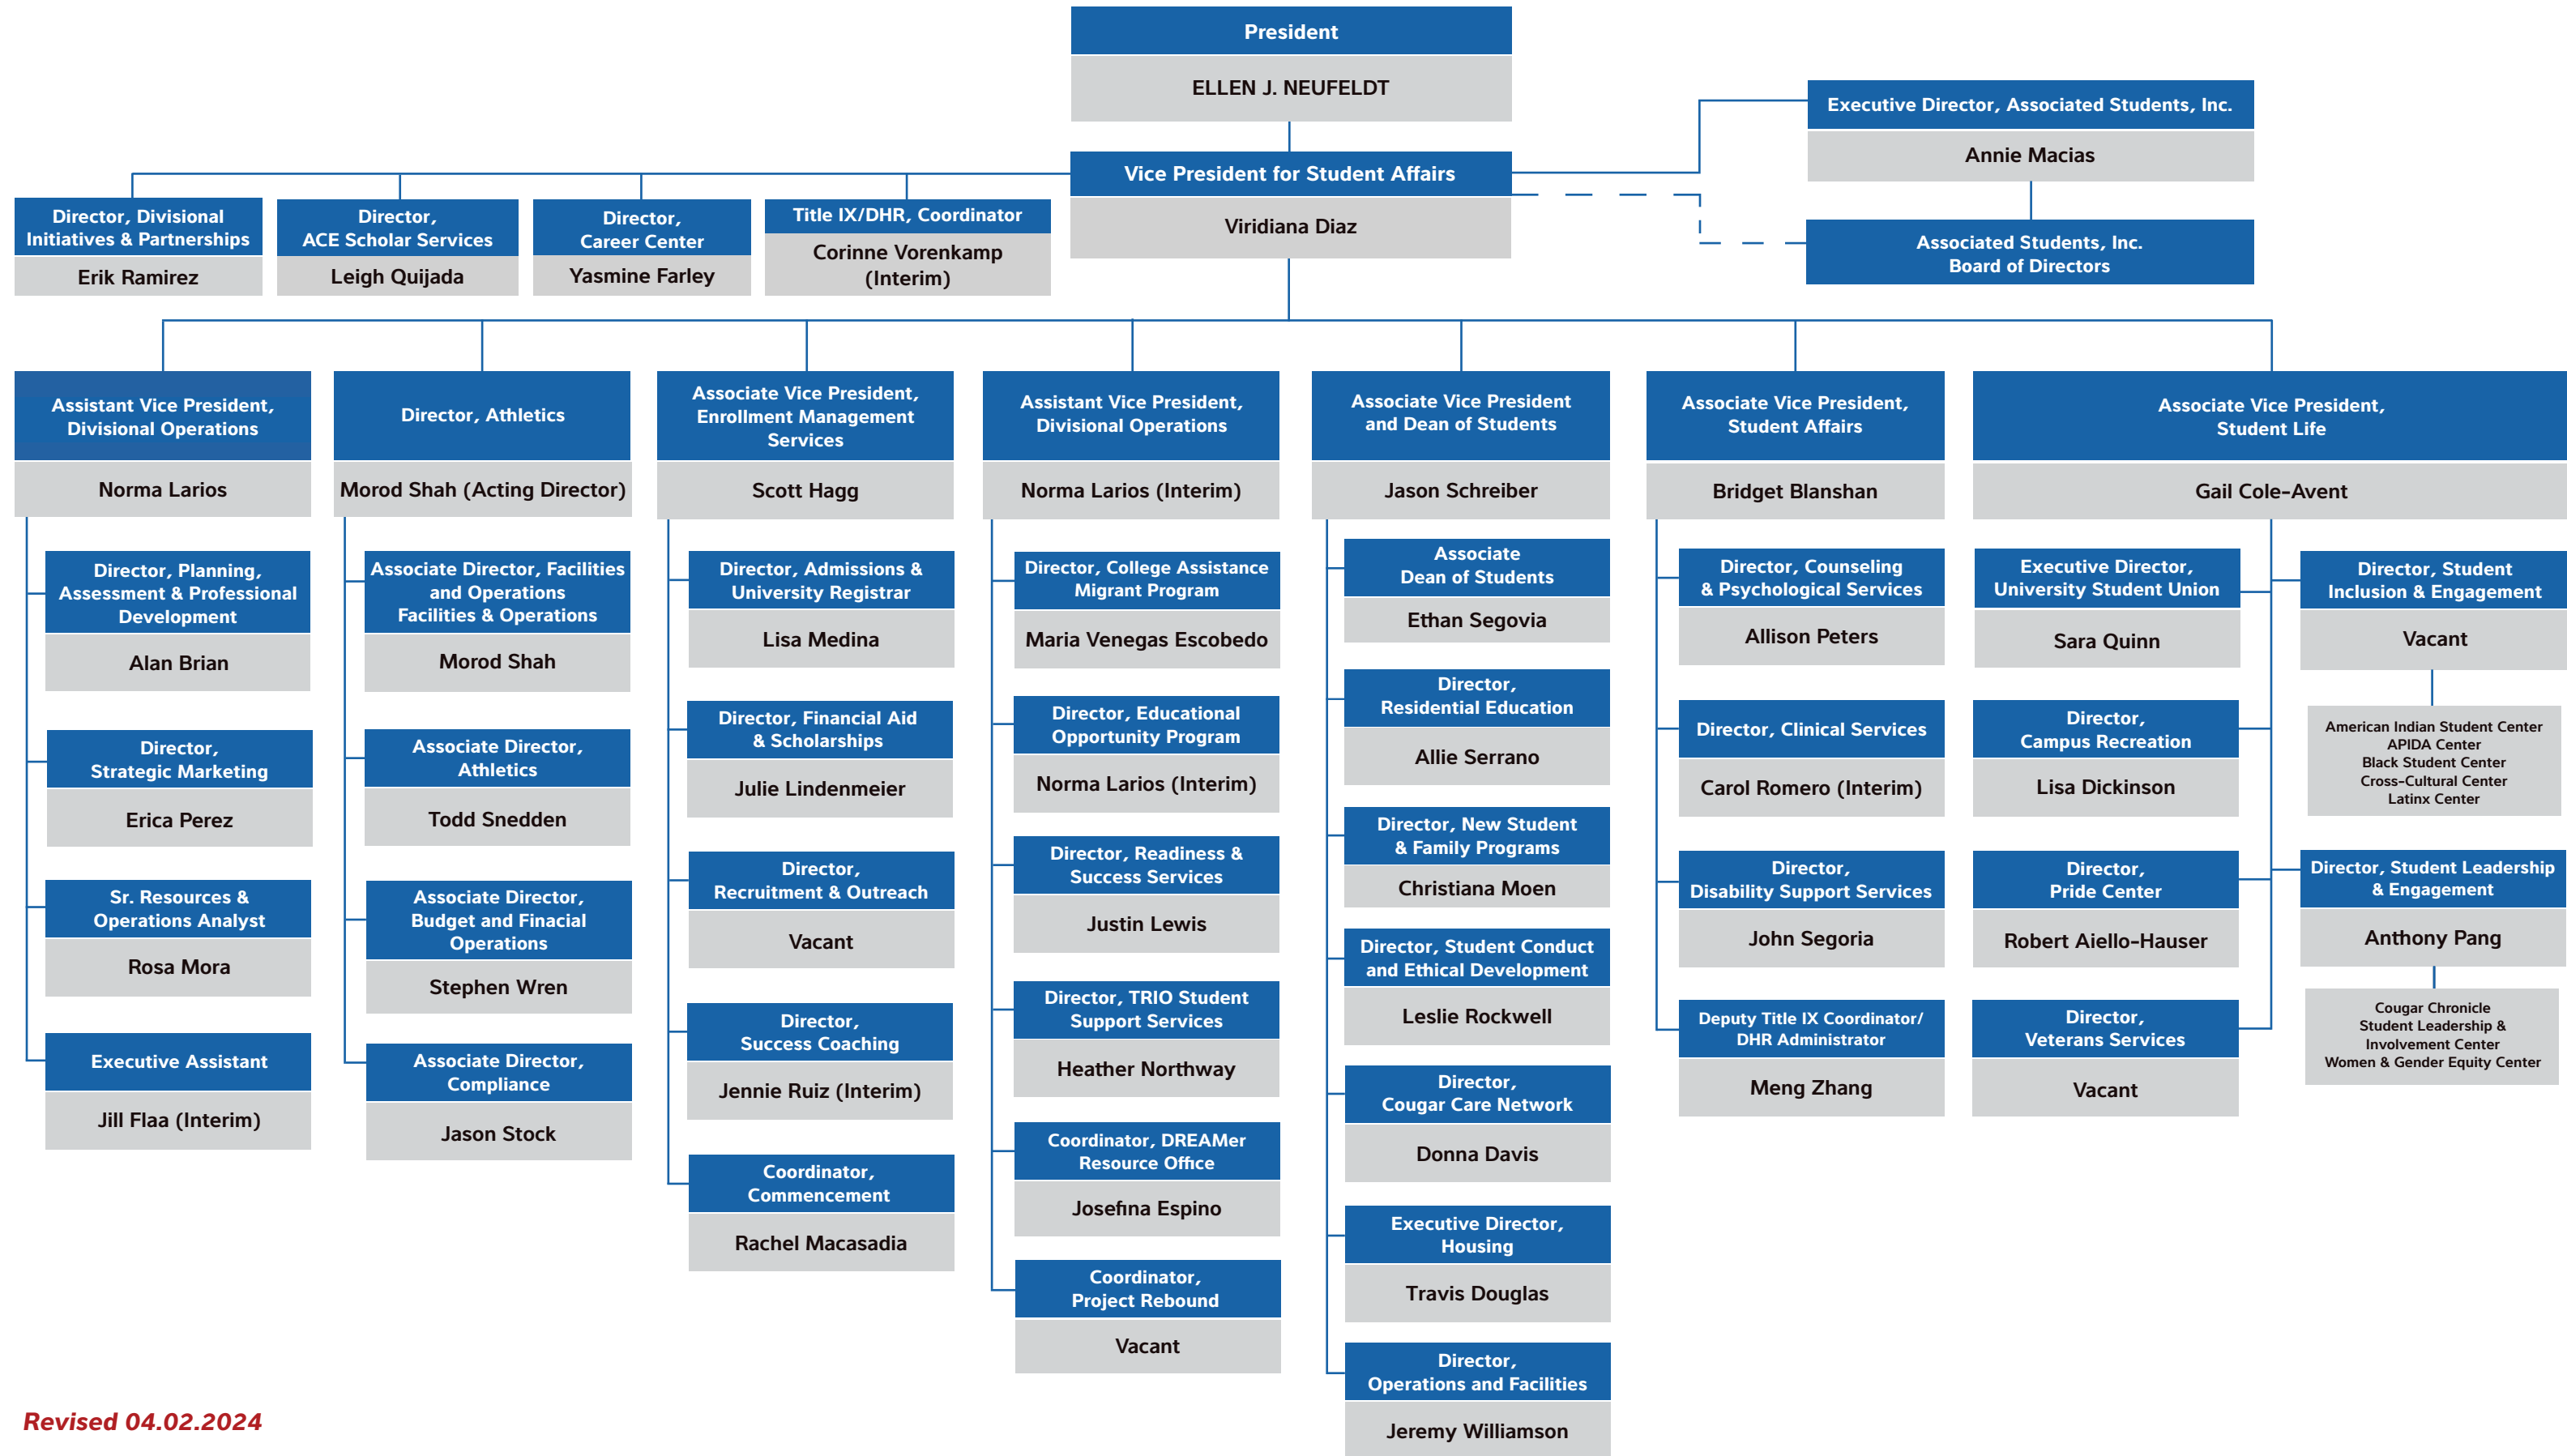 President
ELLEN J. NEUFELDT
Vice President for Student Affairs
Viridiana Diaz
Executive Director, Associated Students, Inc.
Annie Macias
Associated Students, Inc.
Board of Directors
Director, Divisional
Initiatives & Partnerships
Erik Ramirez
Director,
ACE Scholar Services
Leigh Quijada
Director,
Career Center
Yasmine Farley
Title IX/DHR, Coordinator
Corinne Vorenkamp
(Interim)
Assistant Vice President,
Divisional Operations
Norma Larios
Director, Planning,
Assessment & Professional
Development
Alan Brian
Director,
Strategic Marketing
Erica Perez
Sr. Resources &
Operations Analyst
Rosa Mora
Executive Assistant
Jill Flaa (Interim)
Director, Athletics
Morod Shah (Acting Director)
Associate Director, Facilities
and Operations
Facilities & Operations
Morod Shah
Associate Director,
Athletics
Todd Snedden
Associate Director,
Budget and Finacial
Operations
Stephen Wren
Associate Director,
Compliance
Jason Stock
Associate Vice President,
Enrollment Management
Services
Scott Hagg
Director, Admissions &
University Registrar
Lisa Medina
Director, Financial Aid
& Scholarships
Julie Lindenmeier
Director,
Recruitment & Outreach
Vacant
Director,
Success Coaching
Jennie Ruiz (Interim)
Coordinator,
Commencement
Rachel Macasadia
Assistant Vice President,
Divisional Operations
Norma Larios (Interim)
Director, College Assistance
Migrant Program
Maria Venegas Escobedo
Director, Educational
Opportunity Program
Norma Larios (Interim)
Director, Readiness &
Success Services
Justin Lewis
Director, TRIO Student
Support Services
Heather Northway
Coordinator, DREAMer
Resource Office
Josefina Espino
Coordinator,
Project Rebound
Vacant
Associate Vice President
and Dean of Students
Jason Schreiber
Associate
Dean of Students
Ethan Segovia
Director,
Residential Education
Allie Serrano
Director, New Student
& Family Programs
Christiana Moen
Director, Student Conduct
and Ethical Development
Leslie Rockwell
Director,
Cougar Care Network
Donna Davis
Executive Director,
Housing
Travis Douglas
Director,
Operations and Facilities
Jeremy Williamson
Associate Vice President,
Student Affairs
Bridget Blanshan
Director, Counseling
& Psychological Services
Allison Peters
Director, Clinical Services
Carol Romero (Interim)
Director,
Disability Support Services
John Segoria
Deputy Title IX Coordinator/
DHR Administrator
Meng Zhang
Associate Vice President,
Student Life
Gail Cole-Avent
Executive Director,
University Student Union
Sara Quinn
Director,
Campus Recreation
Lisa Dickinson
Director,
Pride Center
Robert Aiello-Hauser
Director,
Veterans Services
Vacant
Director, Student
Inclusion & Engagement
Vacant
American Indian Student Center
APIDA Center
Black Student Center
Cross-Cultural Center
Latinx Center
Director, Student Leadership
& Engagement
Anthony Pang
Cougar Chronicle
Student Leadership &
Involvement Center
Women & Gender Equity Center
Revised 04.02.2024